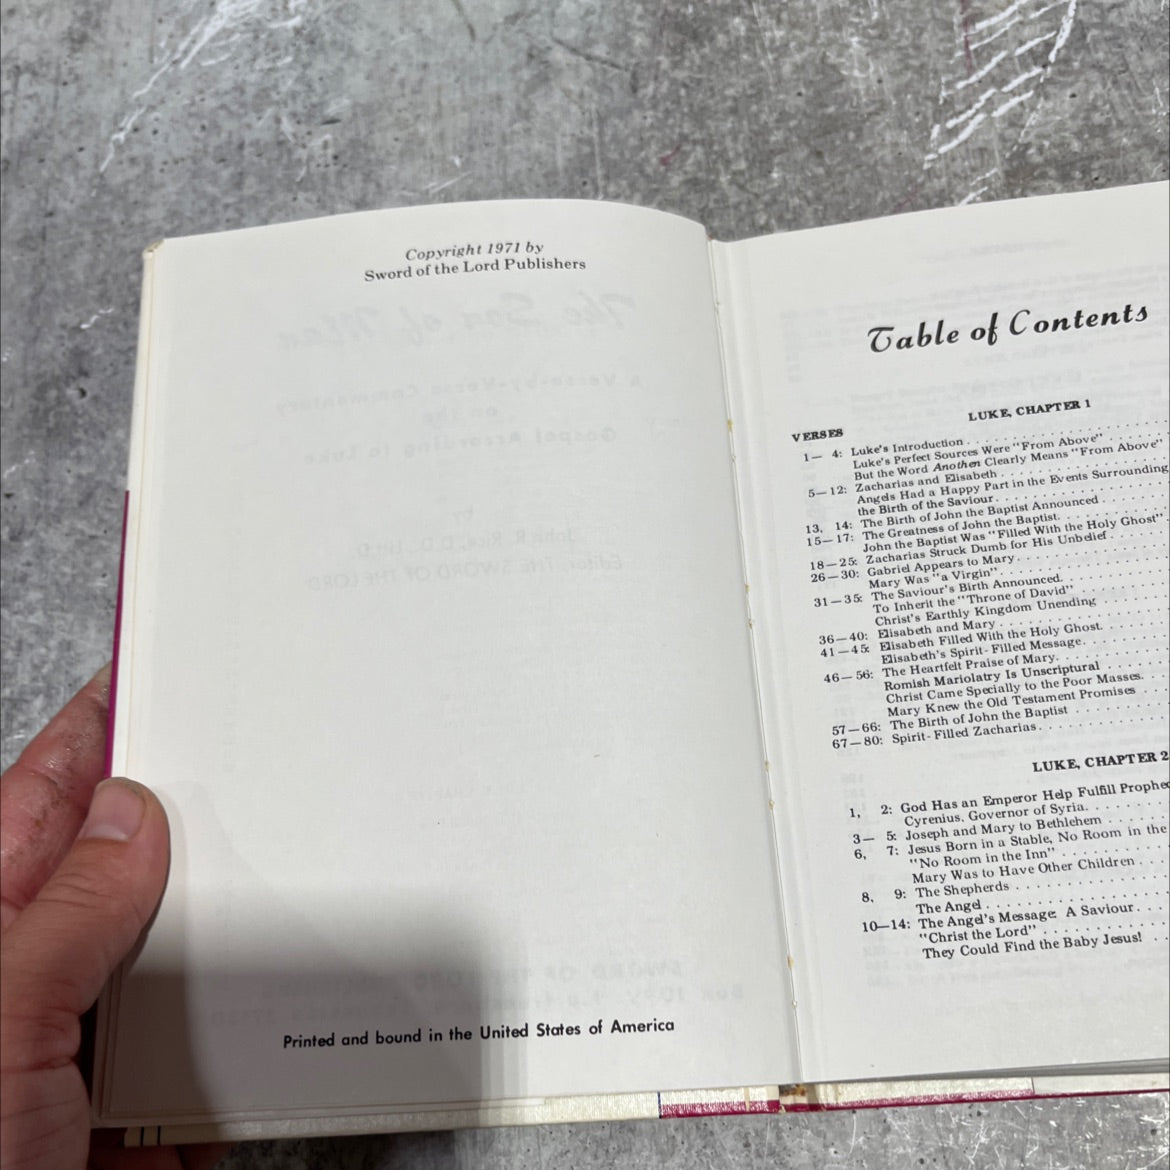 Copyright 1971 by
Sword of the Lord Publishers
Printed and bound in the United States of America
Table of Contents
LUKE, CHAPTER 1
VERSES
1— 4: Luke's Introduction
Luke's Perfect Sources Were "From Above"
But the Word Anothen Clearly Means "From Above"
5—12: Zacharias and Elisabeth
Angels Had a Happy Part in the Events Surrounding
the Birth of the Saviour
13, 14: The Birth of John the Baptist Announced
15—17: The Greatness of John the Baptist
John the Baptist Was "Filled With the Holy Ghost"
18—25: Zacharias Struck Dumb for His Unbelief
26—30: Gabriel Appears to Mary
Mary Was "a Virgin"
31—35: The Saviour's Birth Announced
To Inherit the "Throne of David"
Christ's Earthly Kingdom Unending
36—40: Elisabeth and Mary
41—45: Elisabeth Filled With the Holy Ghost
Elisabeth's Spirit-Filled Message
46—56: The Heartfelt Praise of Mary
Romish Mariolatry Is Unscriptural
Christ Came Specially to the Poor Masses
Mary Knew the Old Testament Promises
57—66: The Birth of John the Baptist
67—80: Spirit-Filled Zacharias
LUKE, CHAPTER 2
1, 2: God Has an Emperor Help Fulfill
Cyrenius, Governor of Syria
3— 5: Joseph and Mary to Bethlehem
6, 7: Jesus Born in a Stable, No Room in the
"No Room in the Inn"
Mary Was to Have Other Children
8, 9: The Shepherds
The Angel
10—14: The Angel's Message: A Saviour
"Christ the Lord"
They Could Find the Baby Jesus!